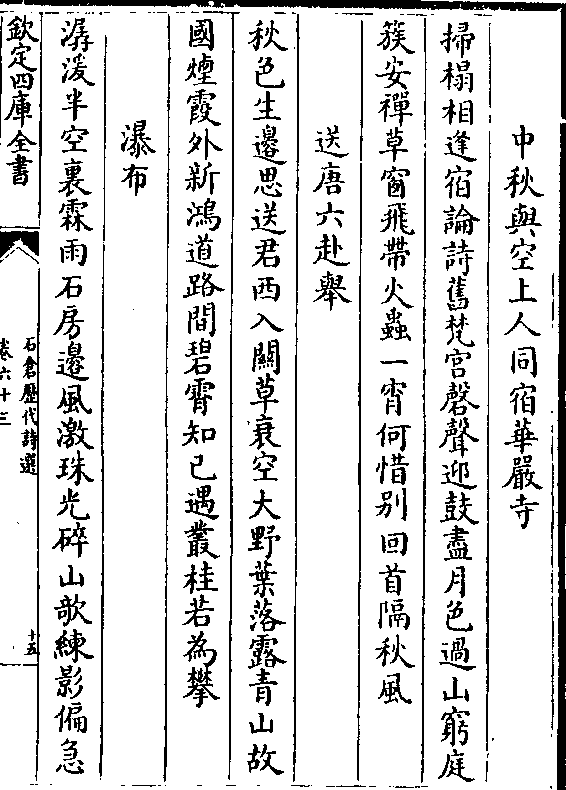 中秋與空上人同宿華嚴寺
掃榻相逢宿論詩舊梵宫磬聲迎鼓盡月色過山窮庭
簇安禪草窗飛帶火蟲一宵何惜别回首隔秋風
送唐六赴舉
秋色生邊思送君西入關草衰空大野葉落露青山故
國煙霞外新鴻道路間碧霄知已遇叢桂若為攀
瀑布
潺湲半空裏霖雨石房邊風激珠光碎山歌練影偏急
欽定四庫全書
石倉歷代詩選
卷六十三
十五